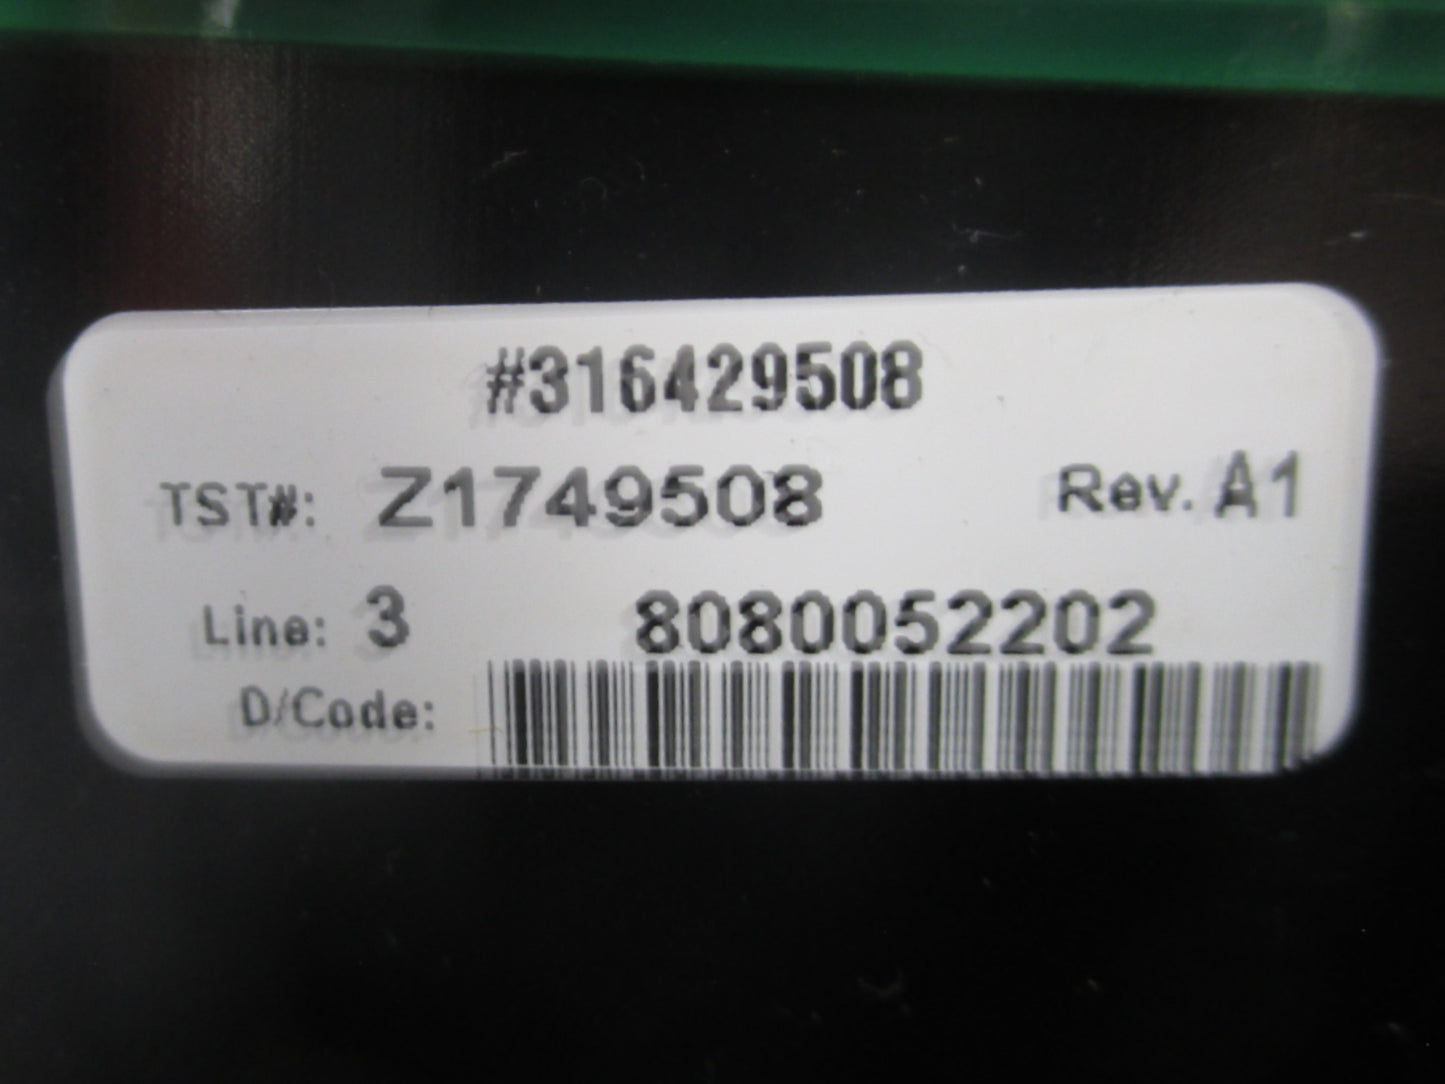 #316429508
TST#: Z1749508 Rev. A1
Line: 3 8080052202
D/Code: